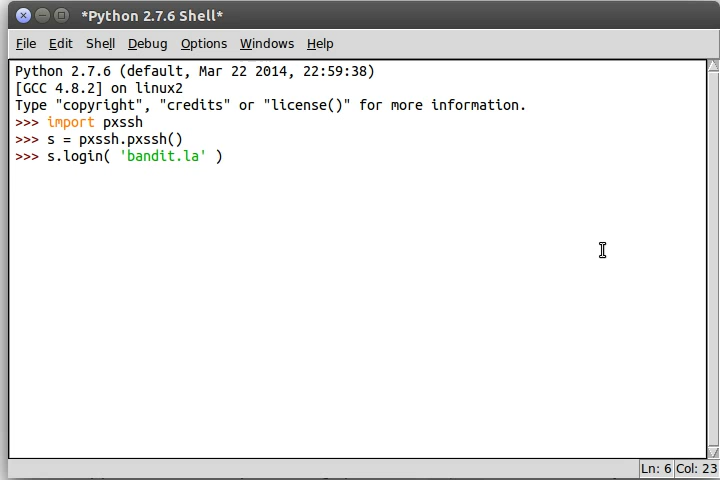 *Python 2.7.6 Shell*
File Edit Shell Debug Options Windows Help
Python 2.7.6 (default, Mar 22 2014, 22:59:38)
[GCC 4.8.2] on linux2
Type "copyright", "credits" or "license()" for more information.
>>> import pxssh
>>> s = pxssh.pxssh()
>>> s.login( 'bandit.la' )
Ln: 6 Col: 23